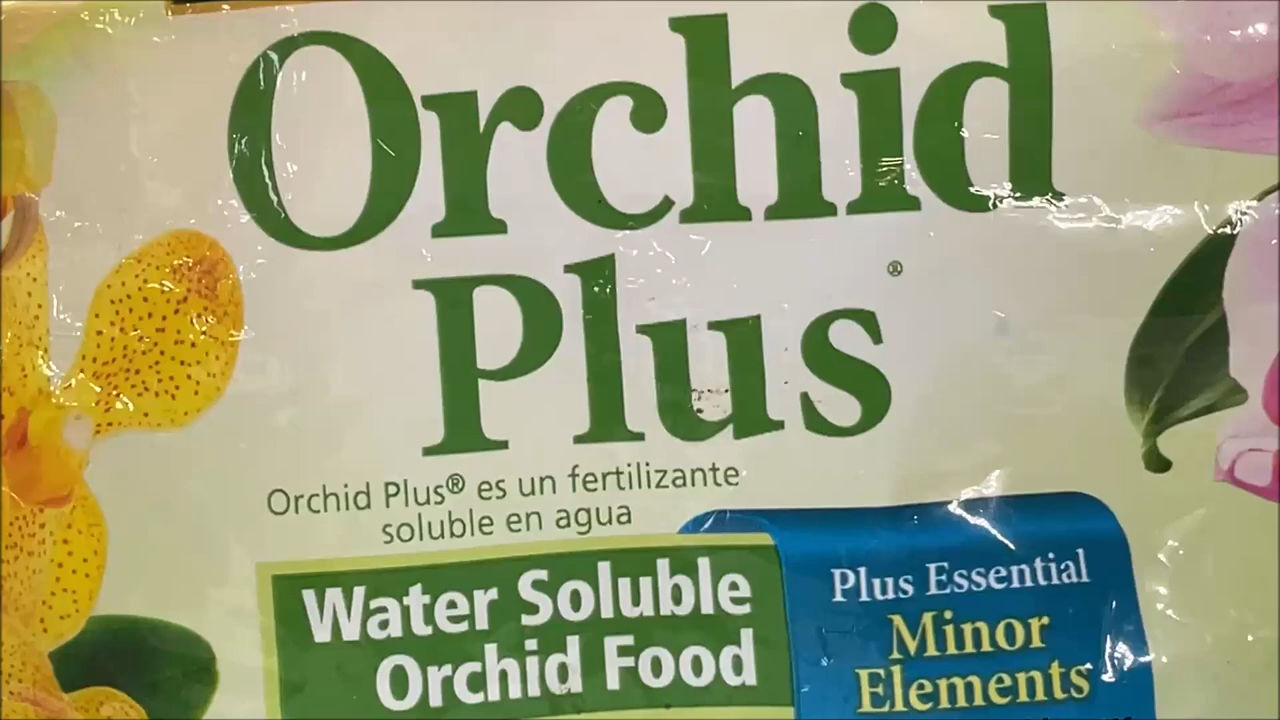 Orchid
Plus®
Orchid Plus® es un fertilizante
soluble en agua
Water Soluble
Orchid Food
Plus Essential
Minor
Elements